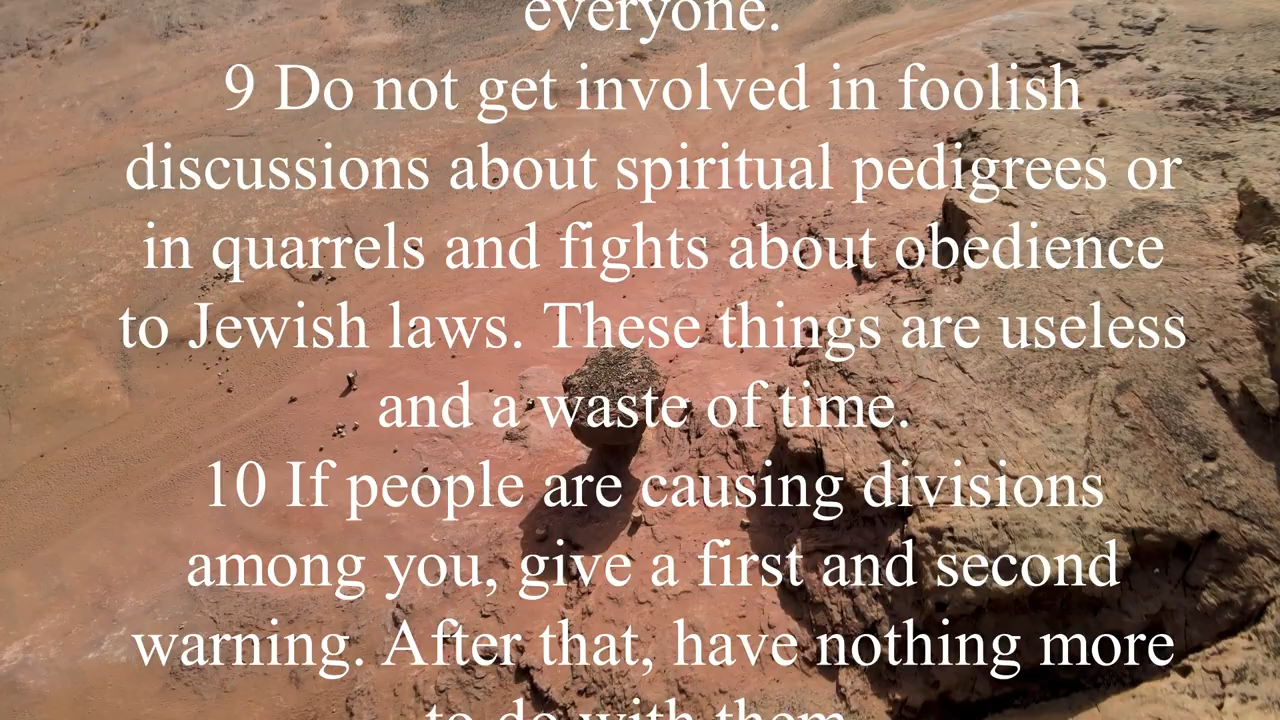 everyone.
9 Do not get involved in foolish
discussions about spiritual pedigrees or
in quarrels and fights about obedience
to Jewish laws. These things are useless
and a waste of time.
10 If people are causing divisions
among you, give a first and second
warning. After that, have nothing more
to do with them.